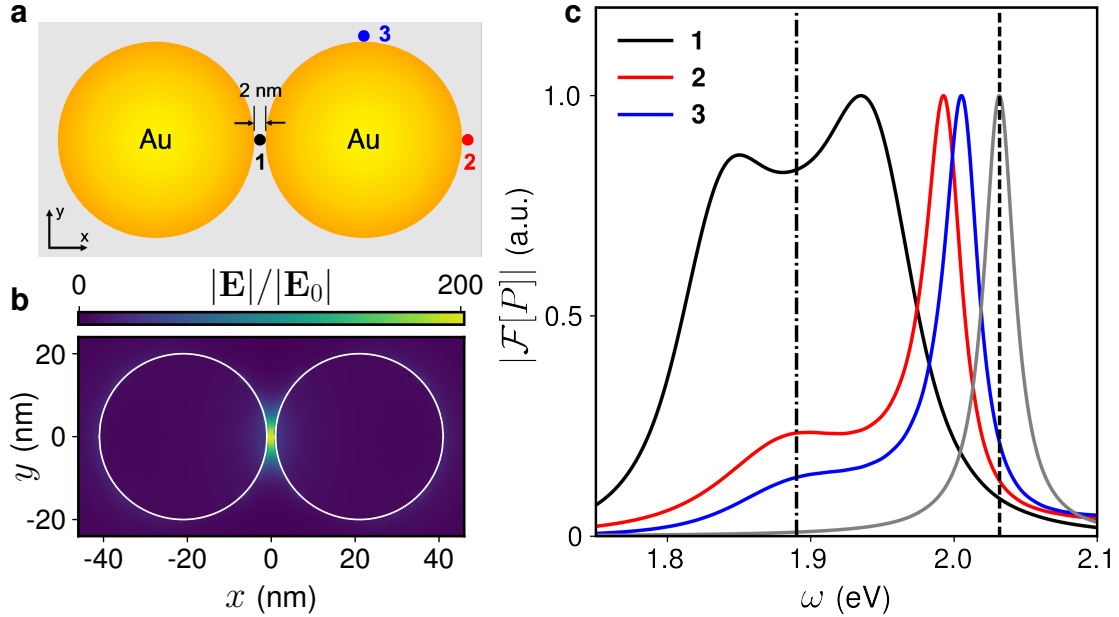 a
3
2 nm
Au
Au
1
2
y
x
0
|E|/|E₀|
200
b
20
0
-20
y (nm)
-40
-20
0
20
40
x (nm)
c
1
2
3
1.0
0.5
0
|ℱ[P]| (a.u.)
1.8
1.9
2.0
2.1
ω (eV)